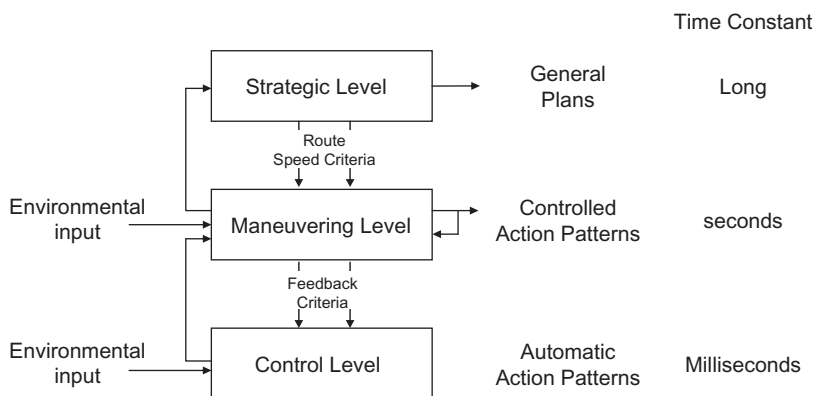 Time Constant
Strategic Level
General
Plans
Long
Route
Speed Criteria
Environmental
input
Maneuvering Level
Controlled
Action Patterns
seconds
Feedback
Criteria
Environmental
input
Control Level
Automatic
Action Patterns
Milliseconds